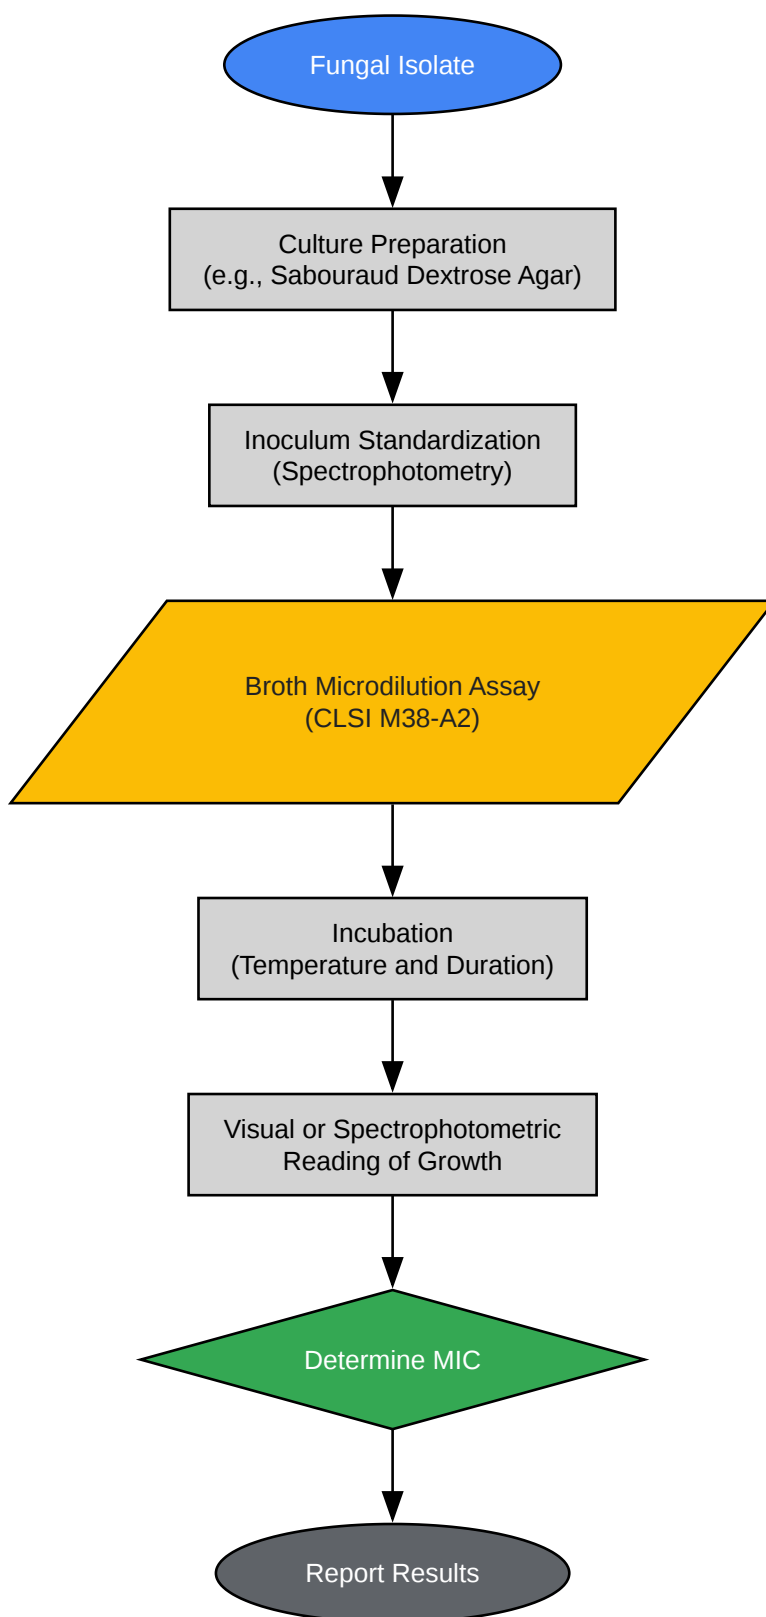 Fungal Isolate
Culture Preparation
(e.g., Sabouraud Dextrose Agar)
Inoculum Standardization
(Spectrophotometry)
Broth Microdilution Assay
(CLSI M38-A2)
Incubation
(Temperature and Duration)
Visual or Spectrophotometric
Reading of Growth
Determine MIC
Report Results